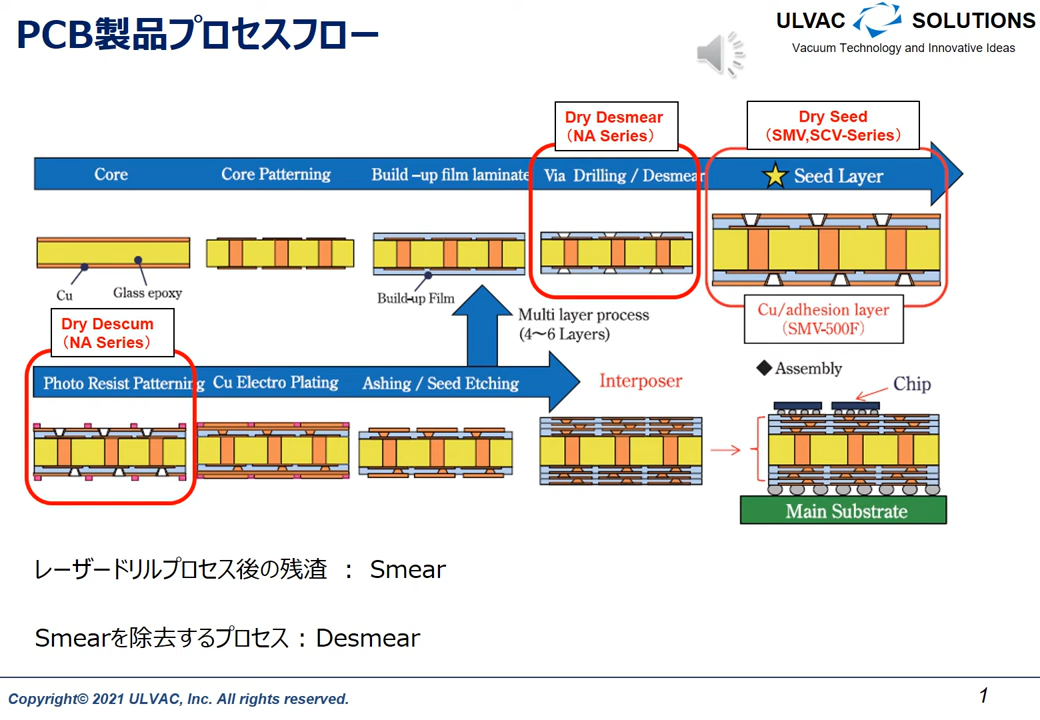 PCB製品プロセスフロー
ULVAC SOLUTIONS
Vacuum Technology and Innovative Ideas
Dry Desmear
（NA Series）
Dry Seed
（SMV,SCV-Series）
Core
Core Patterning
Build –up film laminate
Via Drilling / Desmear
Seed Layer
Cu
Glass epoxy
Build-up Film
Cu/adhesion layer
（SMV-500F）
Dry Descum
（NA Series）
Multi layer process
(4〜6 Layers)
Photo Resist Patterning
Cu Electro Plating
Ashing / Seed Etching
Interposer
◆Assembly
Chip
Main Substrate
レーザードリルプロセス後の残渣 ： Smear
Smearを除去するプロセス : Desmear
Copyright© 2021 ULVAC, Inc. All rights reserved.
1